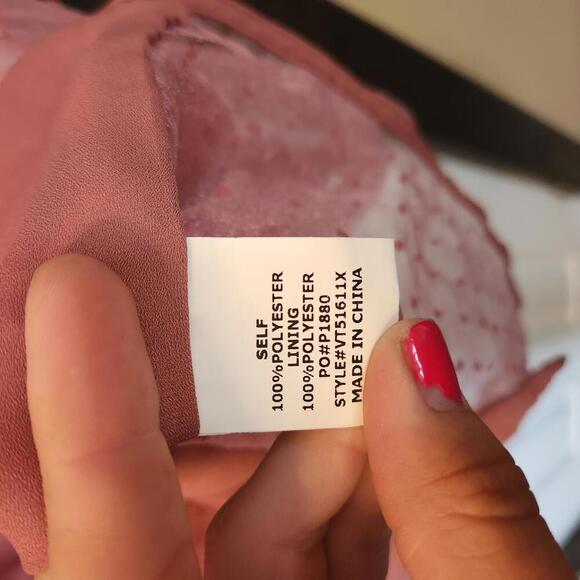 SELF
100%POLYESTER
LINING
100%POLYESTER
PO#P1880
STYLE#VT51611X
MADE IN CHINA